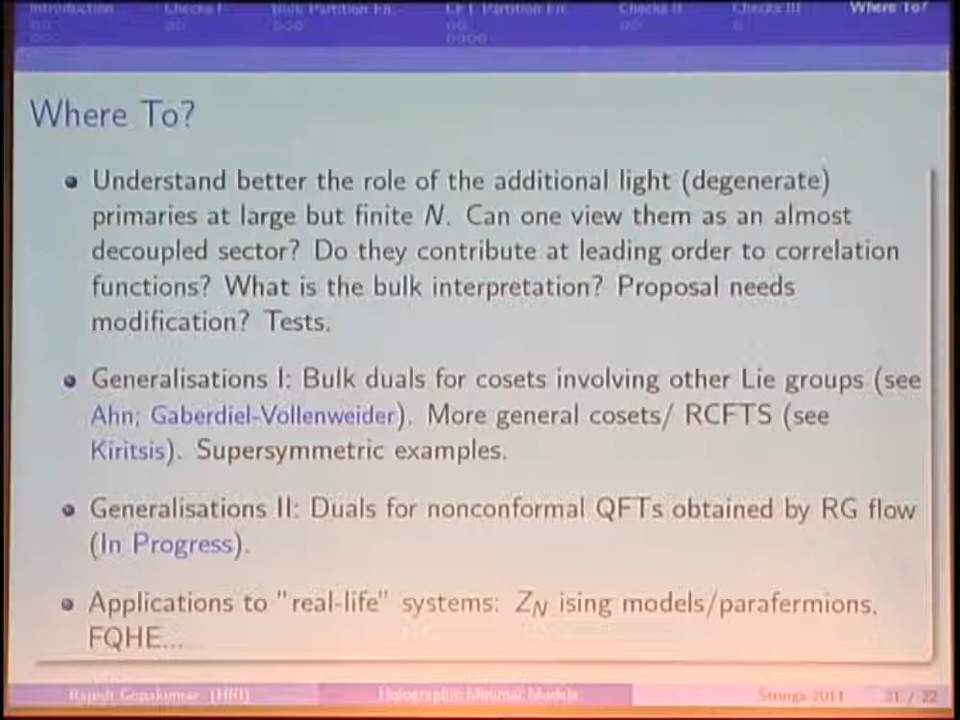 Introduction Checks I Bulk Partition Fn. CFT Partition Fn. Checks II Checks III Where To?
Where To?
Understand better the role of the additional light (degenerate)
primaries at large but finite N. Can one view them as an almost
decoupled sector? Do they contribute at leading order to correlation
functions? What is the bulk interpretation? Proposal needs
modification? Tests.
Generalisations I: Bulk duals for cosets involving other Lie groups (see
Ahn; Gaberdiel-Vollenweider). More general cosets/ RCFTS (see
Kiritsis). Supersymmetric examples.
Generalisations II: Duals for nonconformal QFTs obtained by RG flow
(In Progress).
Applications to "real-life" systems: Z_N ising models/parafermions,
FQHE...
Rajesh Gopakumar (HRI) Holographic Minimal Models Strings 2011 21 / 22